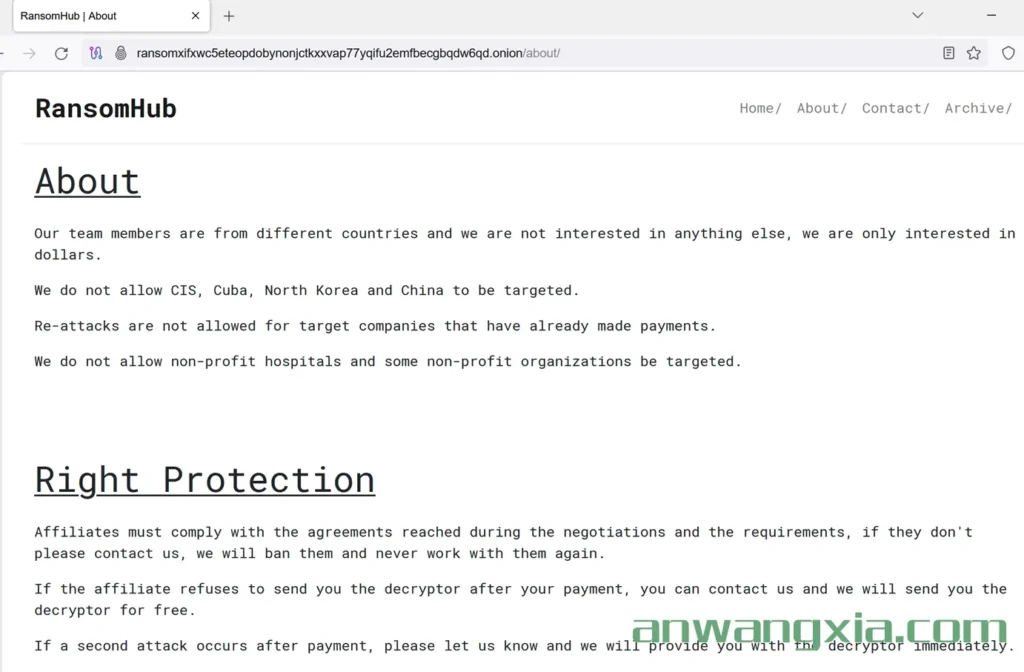 RansomHub | About
ransomxifxwc5eteopdobynonjctkxxvap77yqifu2emfbecgbqdw6qd.onion/about/
RansomHub
Home/ About/ Contact/ Archive/
About
Our team members are from different countries and we are not interested in anything else, we are only interested in
dollars.
We do not allow CIS, Cuba, North Korea and China to be targeted.
Re-attacks are not allowed for target companies that have already made payments.
We do not allow non-profit hospitals and some non-profit organizations be targeted.
Right Protection
Affiliates must comply with the agreements reached during the negotiations and the requirements, if they don't
please contact us, we will ban them and never work with them again.
If the affiliate refuses to send you the decryptor after your payment, you can contact us and we will send you the
decryptor for free.
If a second attack occurs after payment, please let us know and we will provide you with the decryptor immediately.
anwangxia.com